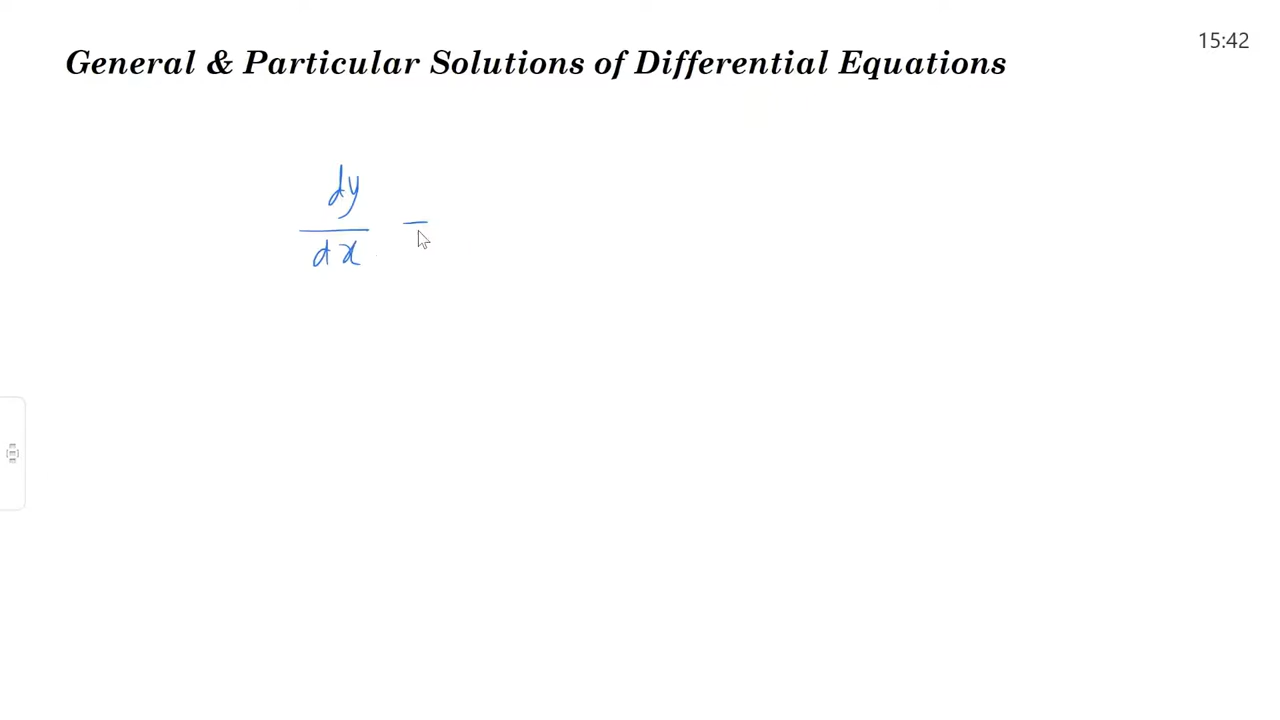 15:42
General & Particular Solutions of Differential Equations
dy
dx